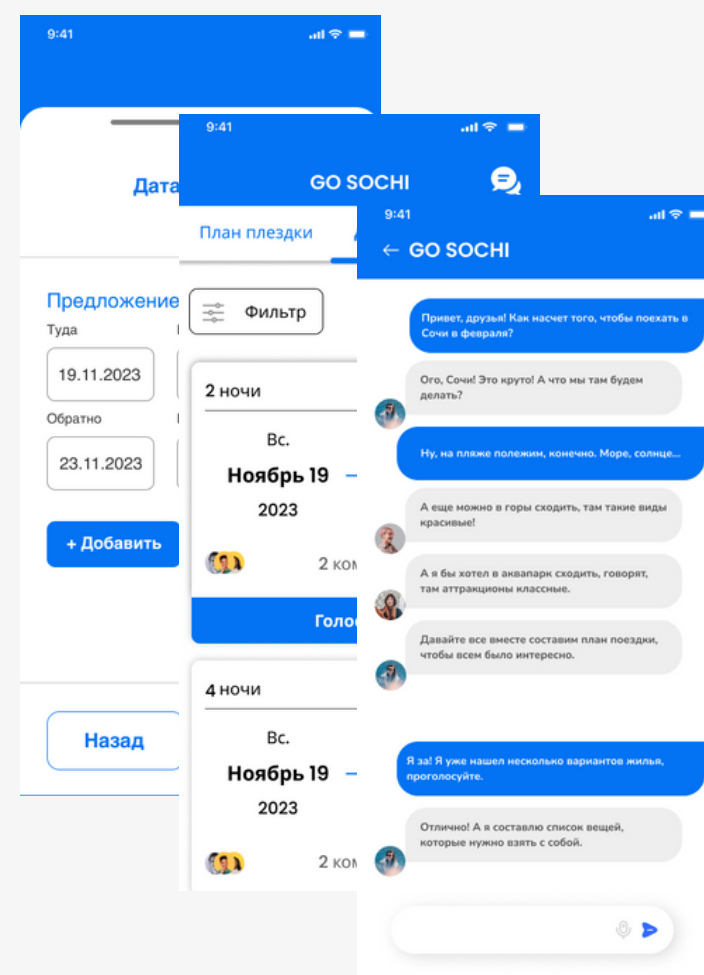 9:41
Дата
Предложение
Туда
19.11.2023
Обратно
23.11.2023
+ Добавить
Назад
9:41
GO SOCHI
План плездки
Фильтр
2 ночи
Вс.
Ноябрь 19 –
2023
2
Голо
4 ночи
Вс.
Ноябрь 19 –
2023
2
9:41
← GO SOCHI
Привет, друзья! Как насчет того, чтобы поехать в
Сочи в февраля?
Ого, Сочи! Это круто! А что мы там будем
делать?
Ну, на пляже полежим, конечно. Море, солнце...
А еще можно в горы сходить, там такие виды
красивые!
А я бы хотел в аквапарк сходить, говорят,
там аттракционы классные.
Давайте все вместе составим план поездки,
чтобы всем было интересно.
Я за! Я уже нашел несколько вариантов жилья,
проголосуйте.
Отлично! А я составлю список вещей,
которые нужно взять с собой.